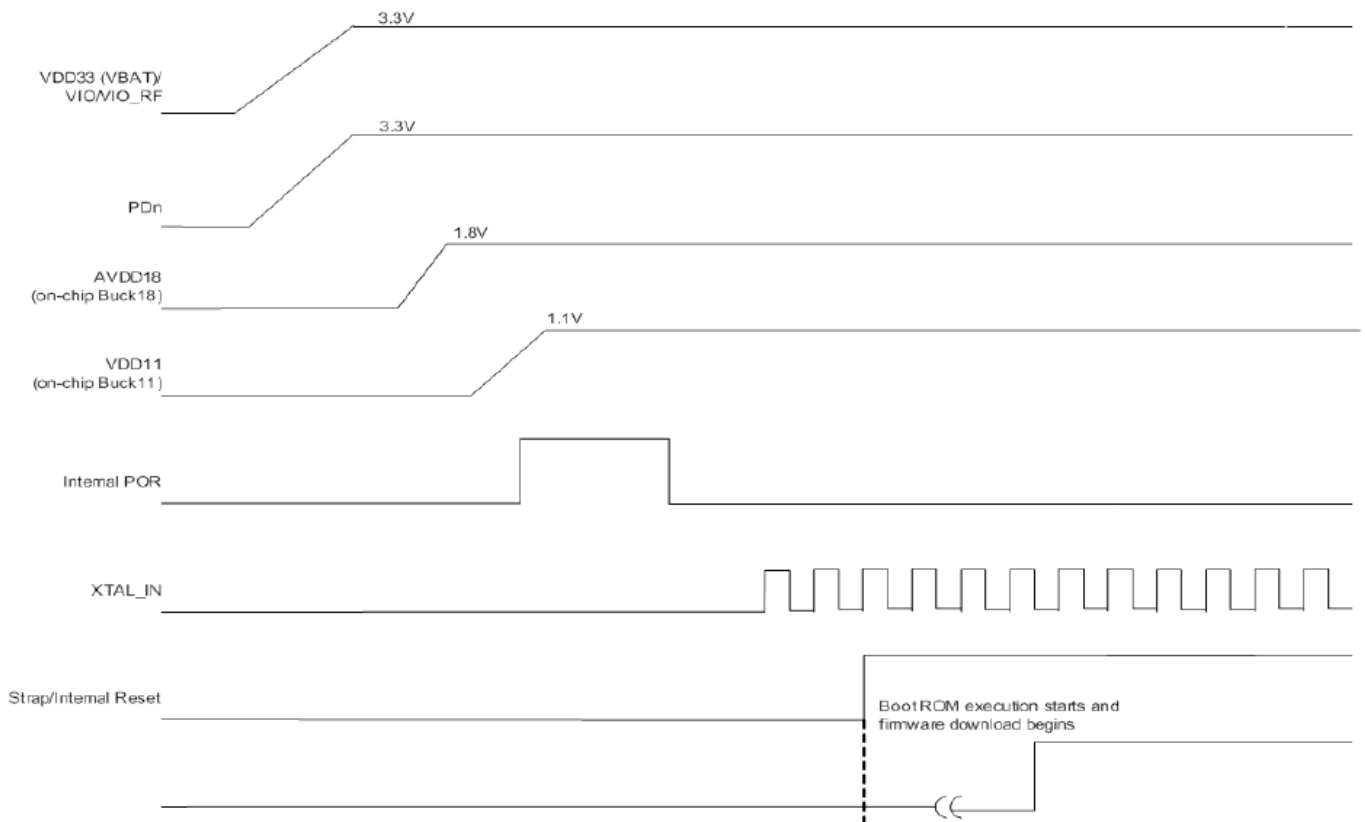 3.3V
VDD33 (VBAT)/
VIO/VIO_RF
3.3V
PDn
1.8V
AVDD18
(on-chip Buck18)
1.1V
VDD11
(on-chip Buck11)
Internal POR
XTAL_IN
Strap/Internal Reset
Boot ROM execution starts and
firmware download begins